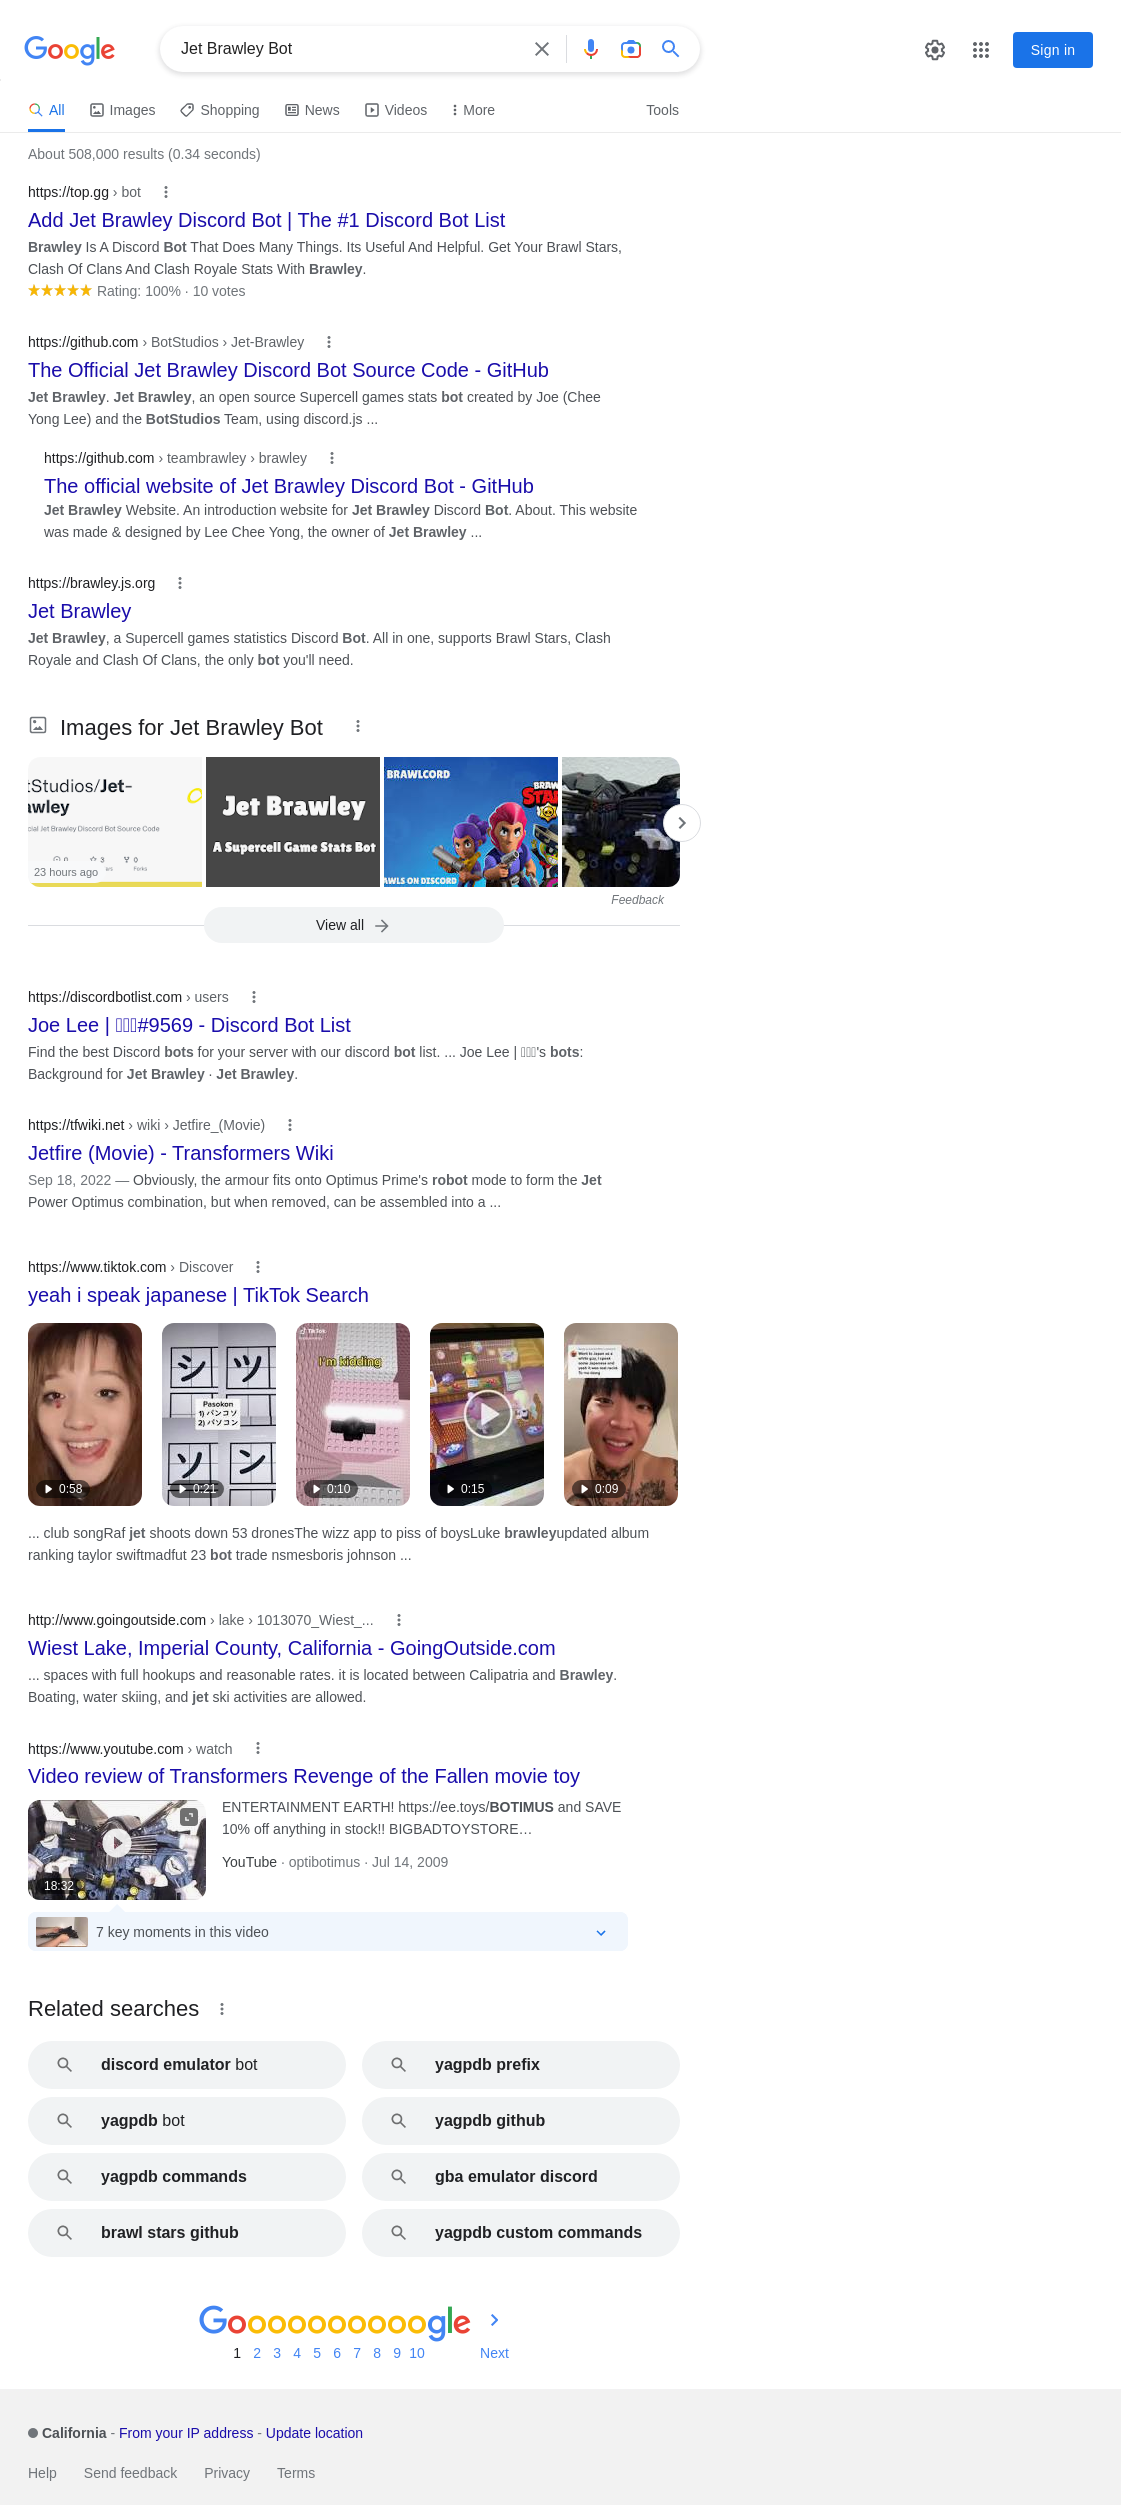 Google
Jet Brawley Bot
Sign in
All
Images
Shopping
News
Videos
More
Tools
About 508,000 results (0.34 seconds)
https://top.gg › bot
Add Jet Brawley Discord Bot | The #1 Discord Bot List
Brawley Is A Discord Bot That Does Many Things. Its Useful And Helpful. Get Your Brawl Stars,
Clash Of Clans And Clash Royale Stats With Brawley.
Rating: 100% · 10 votes
https://github.com › BotStudios › Jet-Brawley
The Official Jet Brawley Discord Bot Source Code - GitHub
Jet Brawley. Jet Brawley, an open source Supercell games stats bot created by Joe (Chee
Yong Lee) and the BotStudios Team, using discord.js ...
https://github.com › teambrawley › brawley
The official website of Jet Brawley Discord Bot - GitHub
Jet Brawley Website. An introduction website for Jet Brawley Discord Bot. About. This website
was made & designed by Lee Chee Yong, the owner of Jet Brawley ...
https://brawley.js.org
Jet Brawley
Jet Brawley, a Supercell games statistics Discord Bot. All in one, supports Brawl Stars, Clash
Royale and Clash Of Clans, the only bot you'll need.
Images for Jet Brawley Bot
tStudios/Jet-
awley
cial Jet Brawley Discord Bot Source Code
0
3
0
Forks
23 hours ago
Jet Brawley
A Supercell Game Stats Bot
BRAWLCORD
BRAW
STAR
AWLS ON DISCORD
Feedback
View all
https://discordbotlist.com › users
Joe Lee | #9569 - Discord Bot List
Find the best Discord bots for your server with our discord bot list. ... Joe Lee | 's bots:
Background for Jet Brawley · Jet Brawley.
https://tfwiki.net › wiki › Jetfire_(Movie)
Jetfire (Movie) - Transformers Wiki
Sep 18, 2022 — Obviously, the armour fits onto Optimus Prime's robot mode to form the Jet
Power Optimus combination, but when removed, can be assembled into a ...
https://www.tiktok.com › Discover
yeah i speak japanese | TikTok Search
シ ツ
Pasokon
1) パンコソ
2) パソコン
ソ ン
TikTok
I'm kidding
0:58
0:21
0:10
0:15
0:09
... club songRaf jet shoots down 53 dronesThe wizz app to piss of boysLuke brawleyupdated album
ranking taylor swiftmadfut 23 bot trade nsmesboris johnson ...
http://www.goingoutside.com › lake › 1013070_Wiest_...
Wiest Lake, Imperial County, California - GoingOutside.com
... spaces with full hookups and reasonable rates. it is located between Calipatria and Brawley.
Boating, water skiing, and jet ski activities are allowed.
https://www.youtube.com › watch
Video review of Transformers Revenge of the Fallen movie toy
ENTERTAINMENT EARTH! https://ee.toys/BOTIMUS and SAVE
10% off anything in stock!! BIGBADTOYSTORE…
YouTube · optibotimus · Jul 14, 2009
18:32
7 key moments in this video
Related searches
discord emulator bot
yagpdb prefix
yagpdb bot
yagpdb github
yagpdb commands
gba emulator discord
brawl stars github
yagpdb custom commands
Goooooooooogle
1 2 3 4 5 6 7 8 9 10 Next
California - From your IP address - Update location
Help Send feedback Privacy Terms